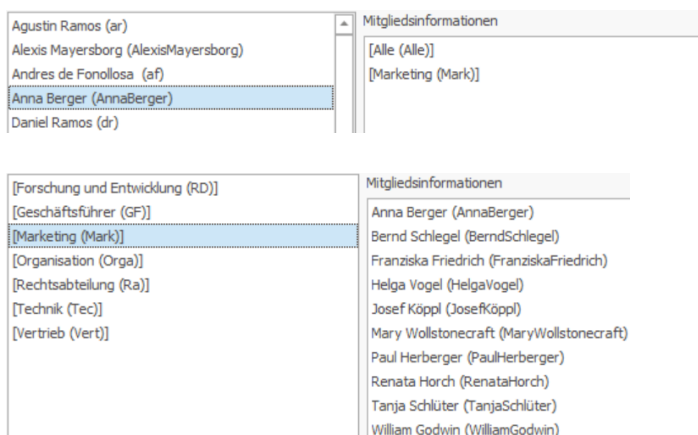 Agustin Ramos (ar)
Alexis Mayersborg (AlexisMayersborg)
Andres de Fonollosa (af)
Anna Berger (AnnaBerger)
Daniel Ramos (dr)
Mitgliedsinformationen
[Alle (Alle)]
[Marketing (Mark)]
[Forschung und Entwicklung (RD)]
[Geschäftsführer (GF)]
[Marketing (Mark)]
[Organisation (Orga)]
[Rechtsabteilung (Ra)]
[Technik (Tec)]
[Vertrieb (Vert)]
Mitgliedsinformationen
Anna Berger (AnnaBerger)
Bernd Schlegel (BerndSchlegel)
Franziska Friedrich (FranziskaFriedrich)
Helga Vogel (HelgaVogel)
Josef Köppl (JosefKöppl)
Mary Wollstonecraft (MaryWollstonecraft)
Paul Herberger (PaulHerberger)
Renata Horch (RenataHorch)
Tanja Schlüter (TanjaSchlüter)
William Godwin (WilliamGodwin)